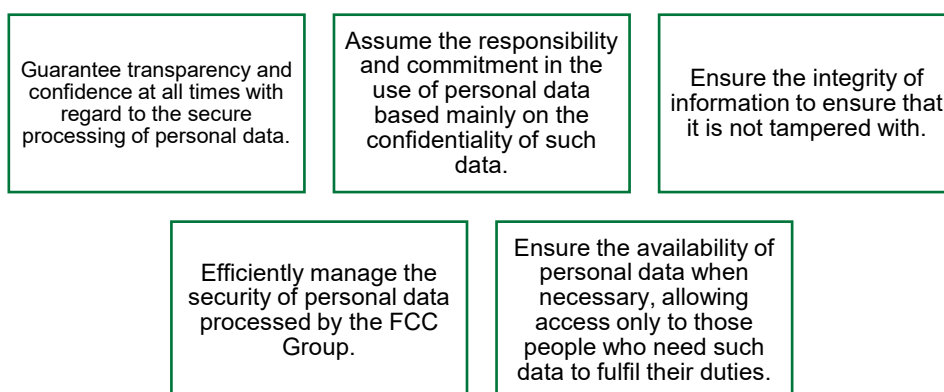 Guarantee transparency and
confidence at all times with
regard to the secure
processing of personal data.
Assume the responsibility
and commitment in the
use of personal data
based mainly on the
confidentiality of such
data.
Ensure the integrity of
information to ensure that
it is not tampered with.
Efficiently manage the
security of personal data
processed by the FCC
Group.
Ensure the availability of
personal data when
necessary, allowing
access only to those
people who need such
data to fulfil their duties.